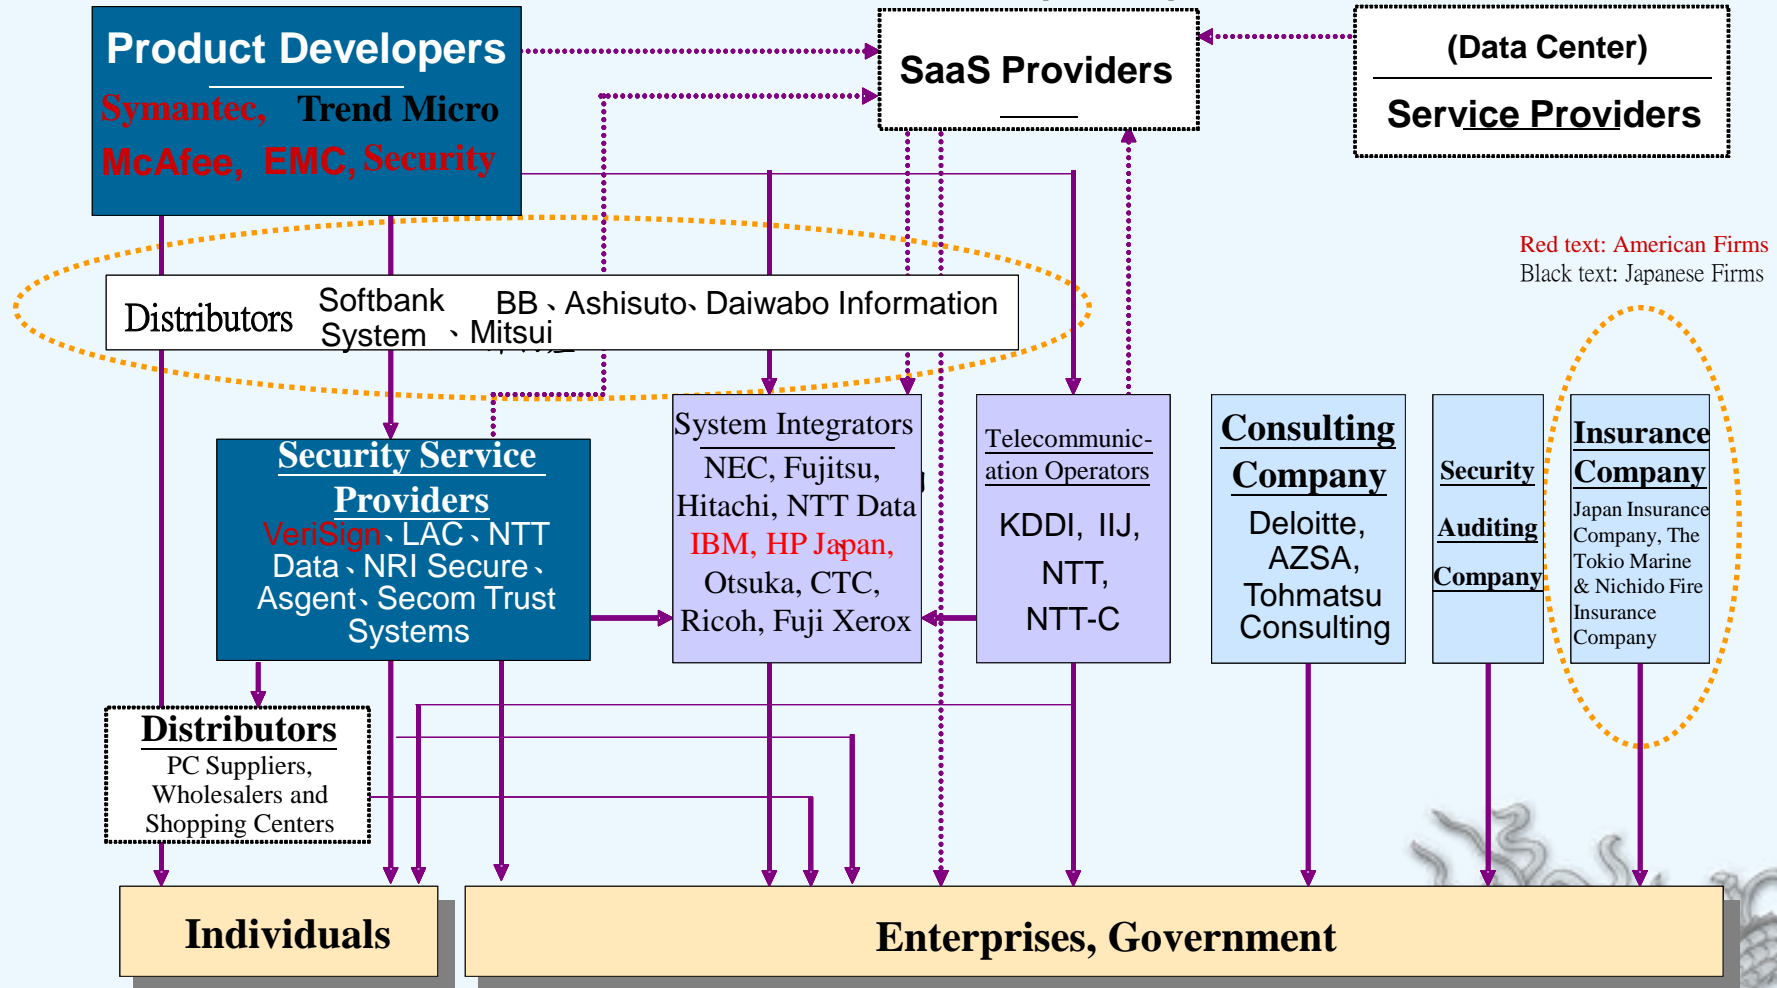 Product Developers
Symantec, Trend Micro
McAfee, EMC, Security
SaaS Providers
(Data Center)
Service Providers
Red text: American Firms
Black text: Japanese Firms
Distributors
Softbank BB、Ashisuto、Daiwabo Information
System 、Mitsui
Security Service
Providers
VeriSign、LAC、NTT
Data、NRI Secure、
Asgent、Secom Trust
Systems
System Integrators
NEC, Fujitsu,
Hitachi, NTT Data
IBM, HP Japan,
Otsuka, CTC,
Ricoh, Fuji Xerox
Telecommunic-
ation Operators
KDDI, IIJ,
NTT,
NTT-C
Consulting
Company
Deloitte,
AZSA,
Tohmatsu
Consulting
Security
Auditing
Company
Insurance
Company
Japan Insurance
Company, The
Tokio Marine
& Nichido Fire
Insurance
Company
Distributors
PC Suppliers,
Wholesalers and
Shopping Centers
Individuals
Enterprises, Government